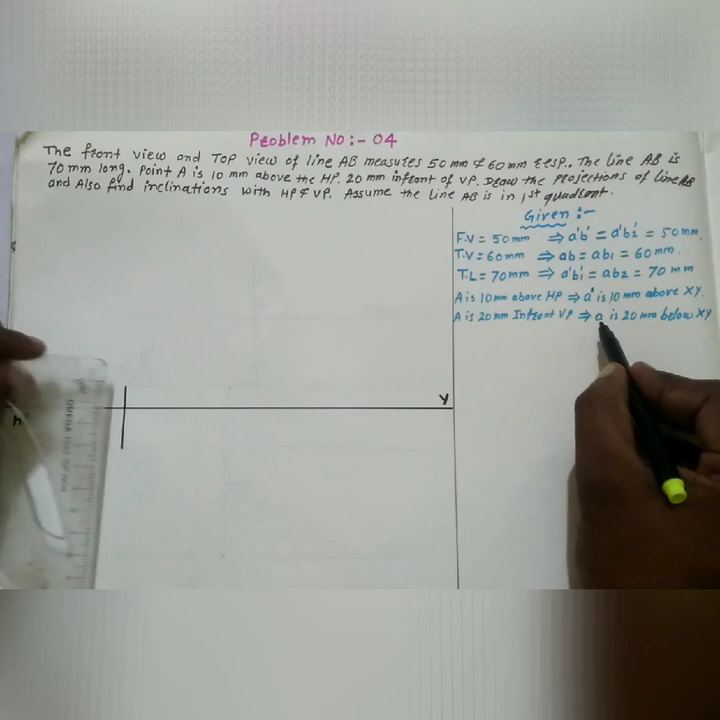 Problem NO:- 04
The front view and Top view of line AB measures 50 mm & 60 mm resp.. The line AB is
70 mm long. Point A is 10 mm above the HP. 20 mm infront of VP. Draw the projections of line AB
and Also find inclinations with HP & VP. Assume the line AB is in 1st quadrant.
Given :-
F.V = 50 mm ⇒ a'b' = a'b2' = 50 mm.
T.V = 60 mm ⇒ ab = ab1 = 60 mm.
T.L = 70 mm ⇒ a'b1' = ab2 = 70 mm
A is 10 mm above HP ⇒ a' is 10 mm above XY.
A is 20 mm Infront VP ⇒ a is 20 mm below XY
Y